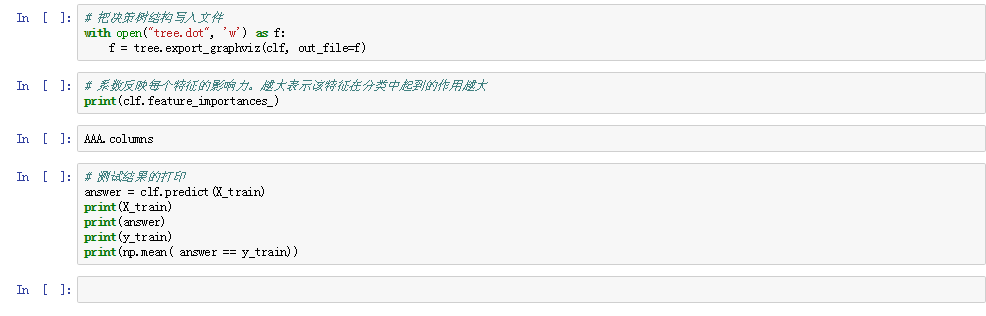 In [ ]: # 把决策树结构写入文件
with open("tree.dot", 'w') as f:
    f = tree.export_graphviz(clf, out_file=f)
In [ ]: # 系数反映每个特征的影响力。越大表示该特征在分类中起到的作用越大
print(clf.feature_importances_)
In [ ]: AAA.columns
In [ ]: # 测试结果的打印
answer = clf.predict(X_train)
print(X_train)
print(answer)
print(y_train)
print(np.mean( answer == y_train))
In [ ]: